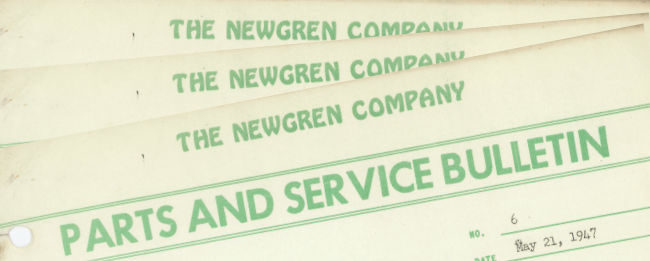 THE NEWGREN COMPANY
THE NEWGREN COMPANY
THE NEWGREN COMPANY
PARTS AND SERVICE BULLETIN
NO. 6
DATE May 21, 1947